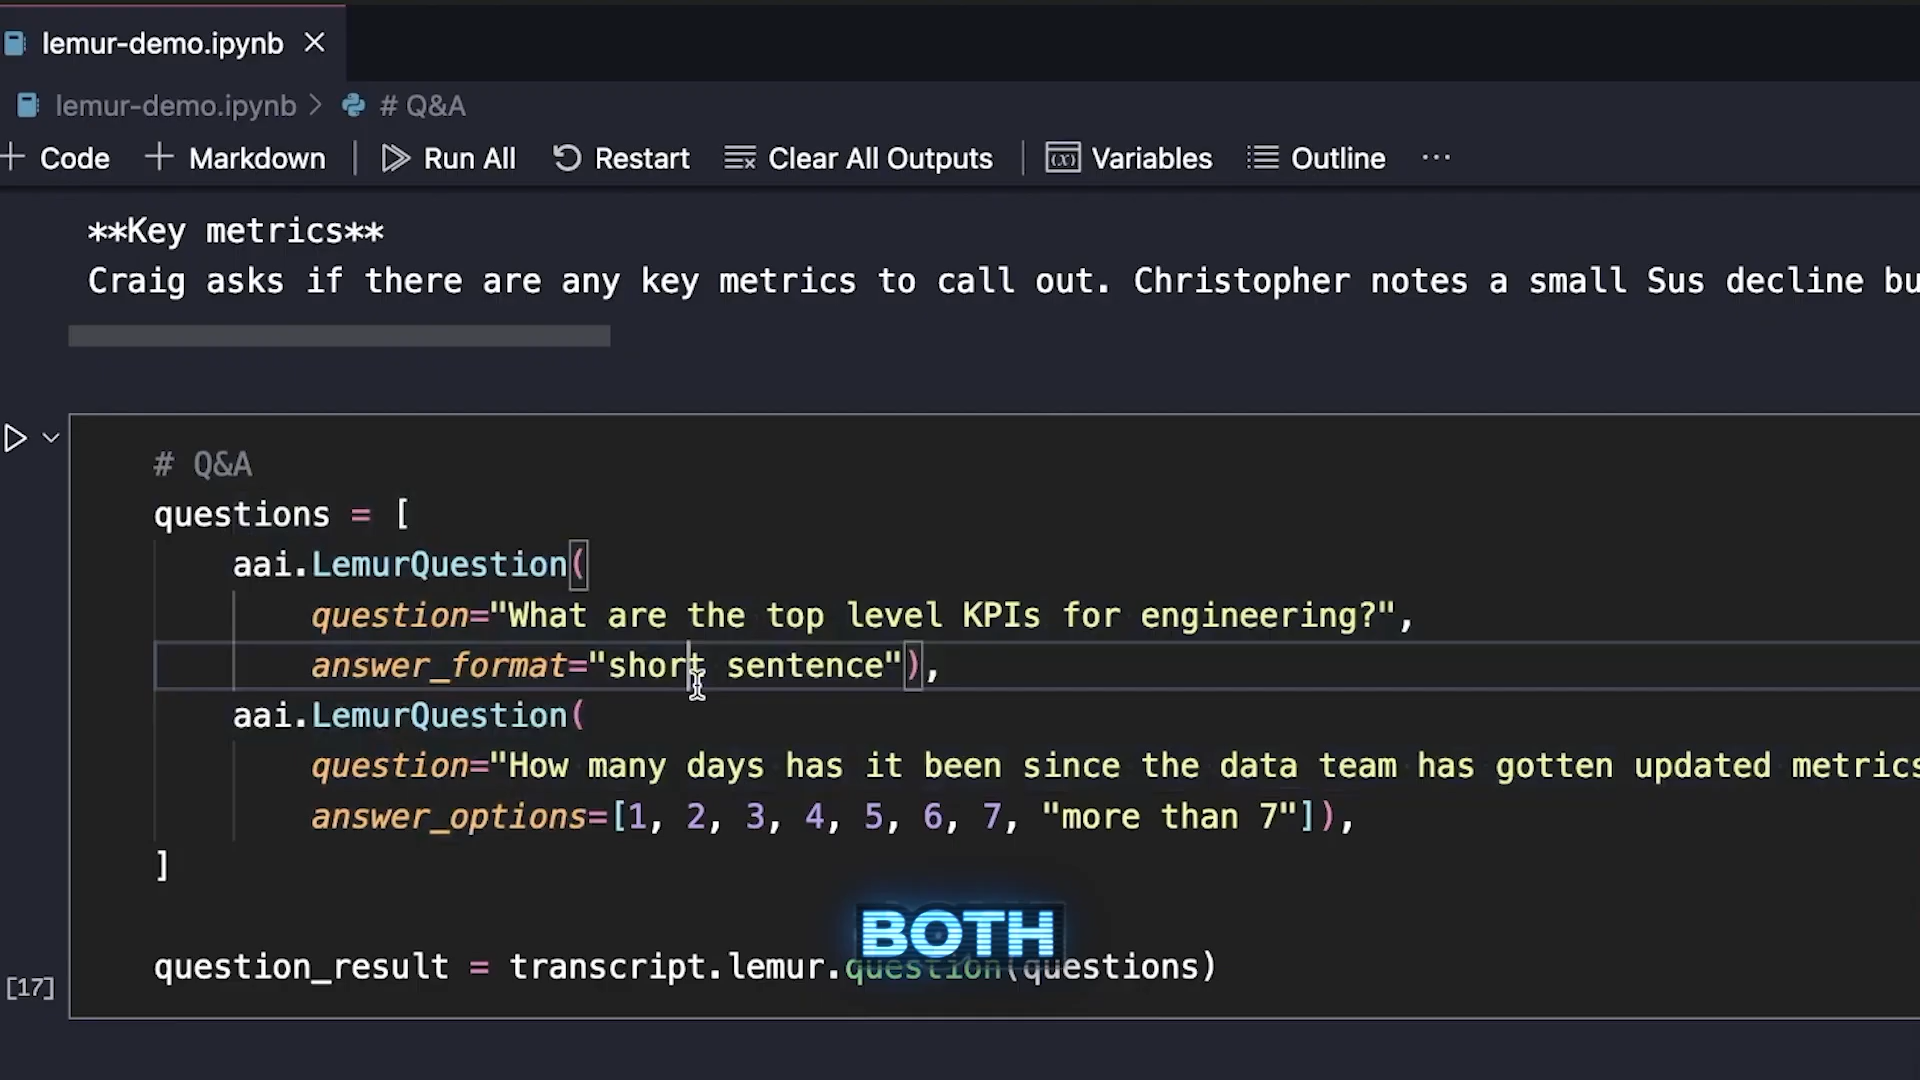 lemur-demo.ipynb
lemur-demo.ipynb > # Q&A
+ Code + Markdown | Run All Restart Clear All Outputs | Variables Outline ...
**Key metrics**
Craig asks if there are any key metrics to call out. Christopher notes a small Sus decline bu
# Q&A
questions = [
aai.LemurQuestion(
question="What are the top level KPIs for engineering?",
answer_format="short sentence"),
aai.LemurQuestion(
question="How many days has it been since the data team has gotten updated metrics
answer_options=[1, 2, 3, 4, 5, 6, 7, "more than 7"]),
]
BOTH
question_result = transcript.lemur.question(questions)
[17]